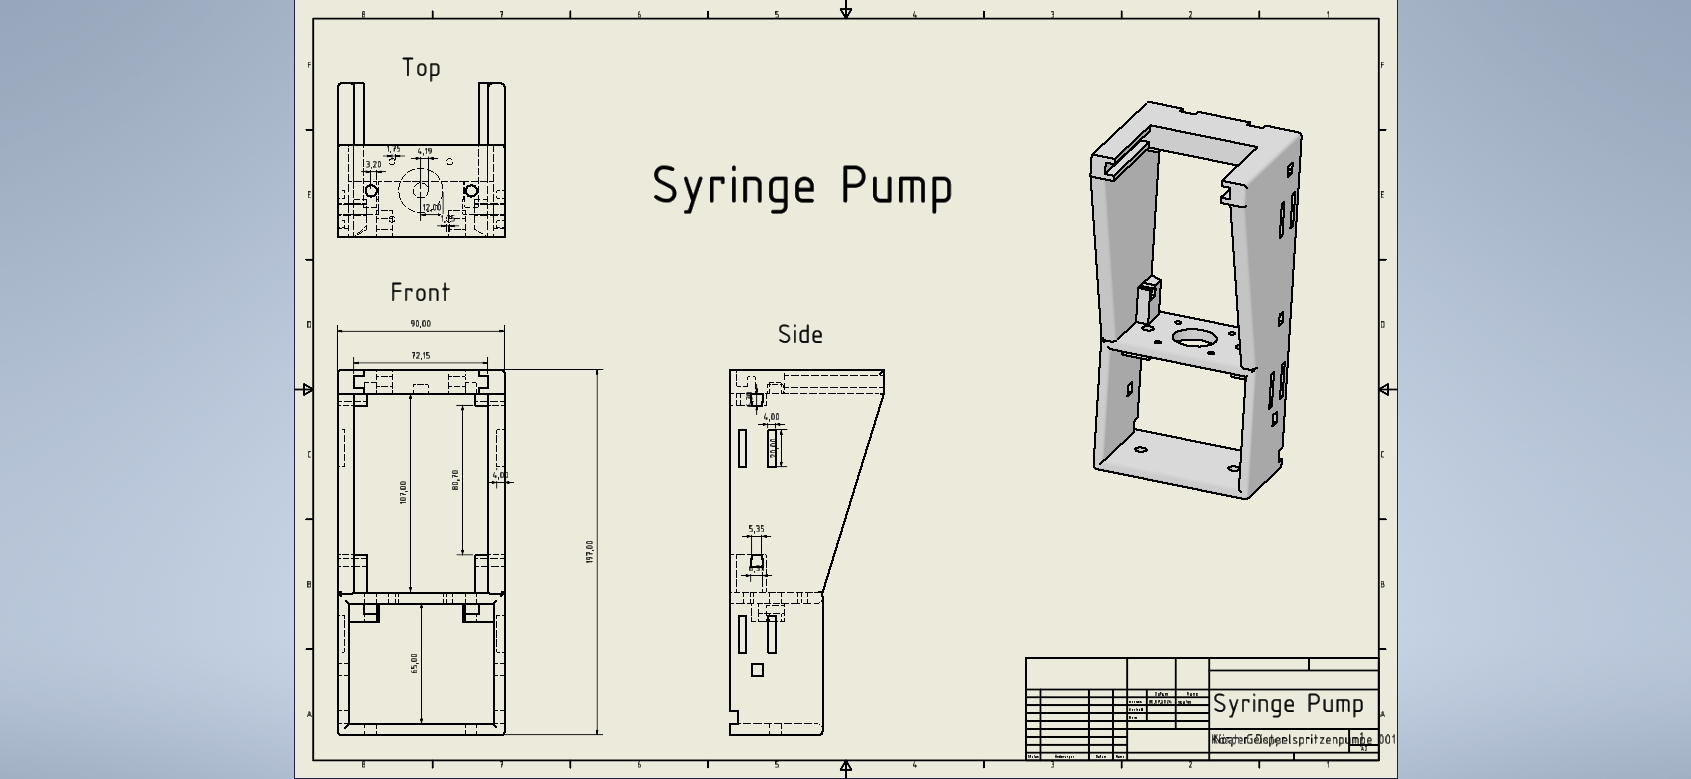 8 7 6 5 4 3 2 1
F F
E E
D D
C C
B B
A A
Top
1,75 4,19
3,20
12,00
Syringe Pump
Front
90,00
72,15
107,00
80,70
4,00
197,00
65,00
Side
4,00
20,00
5,35
Datum Name
Syringe Pump
8 7 6 5 4 3 2 1